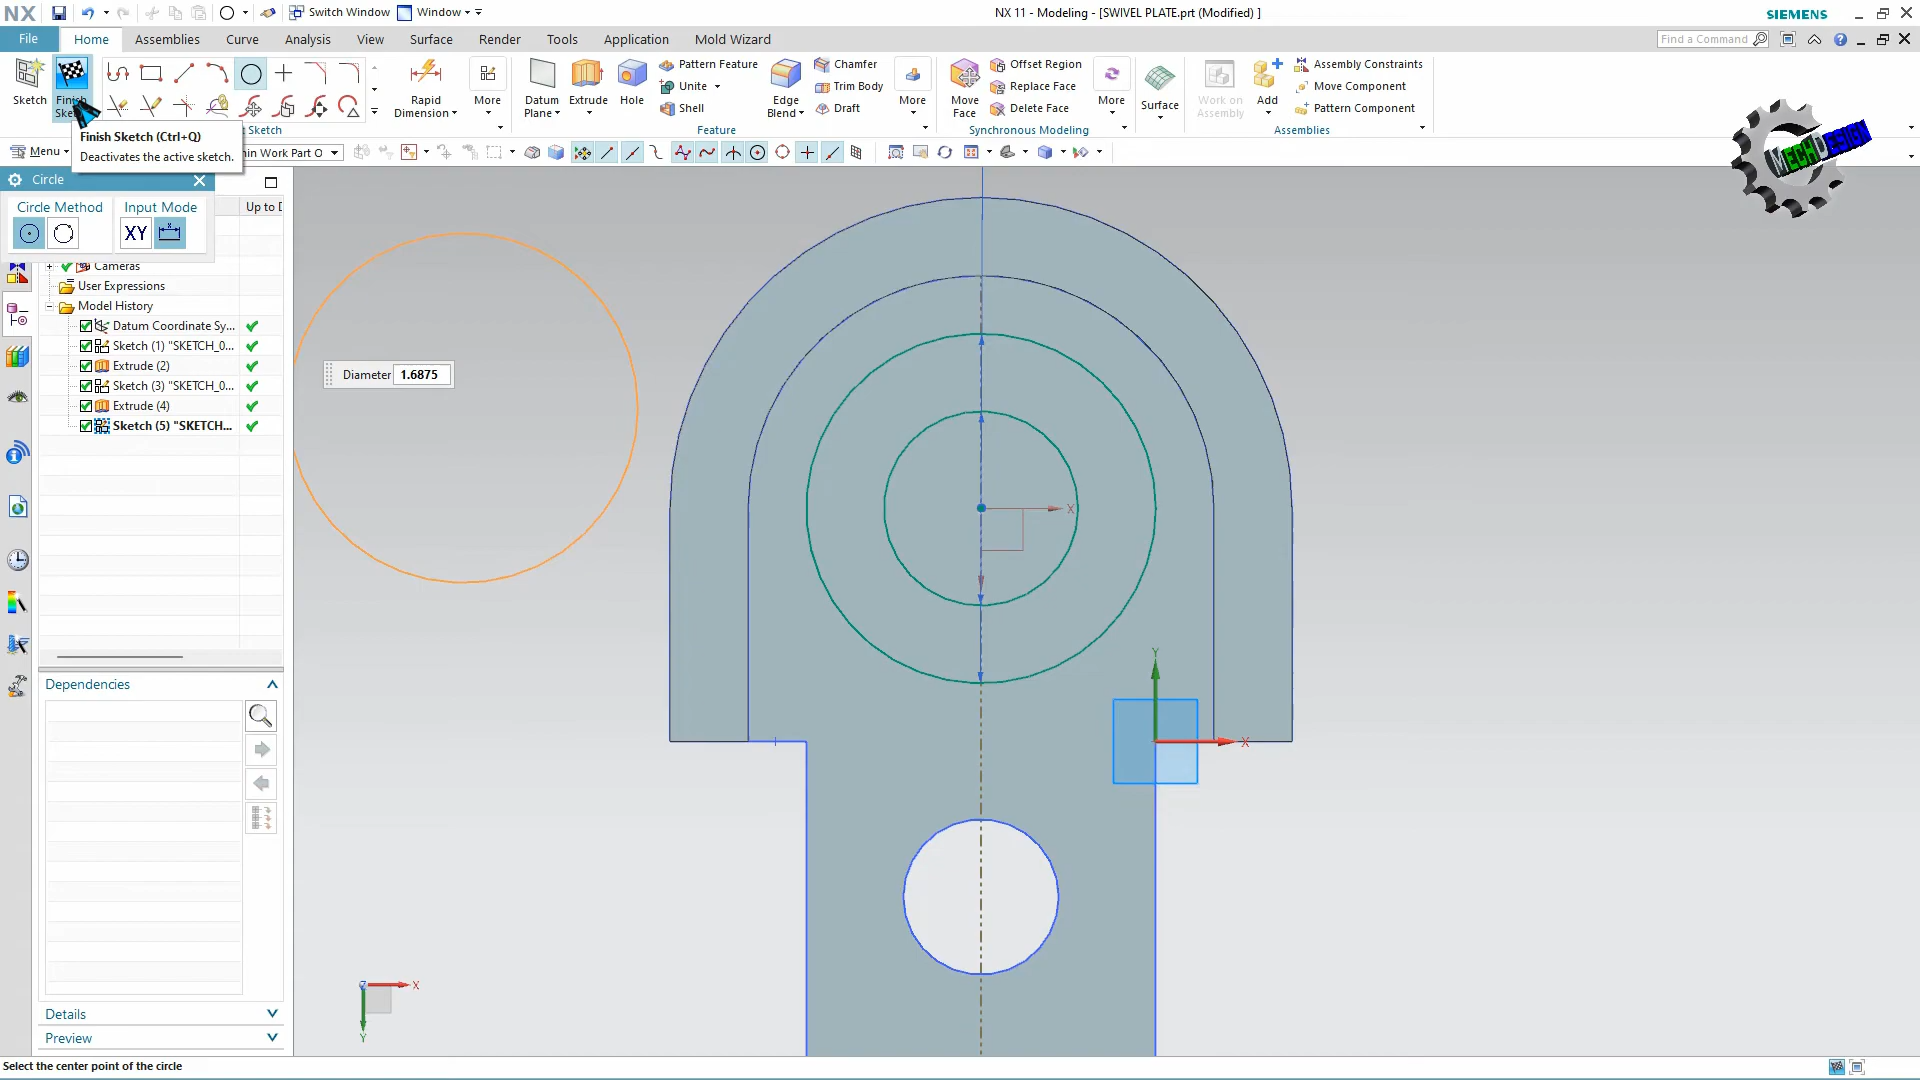 NX
Switch Window
Window
NX 11 - Modeling - [SWIVEL PLATE.prt (Modified) ]
SIEMENS
File
Home
Assemblies
Curve
Analysis
View
Surface
Render
Tools
Application
Mold Wizard
Find a Command
Sketch
Finish
Rapid
Dimension
More
Datum
Plane
Extrude
Hole
Pattern Feature
Unite
Shell
Edge
Blend
Chamfer
Trim Body
Draft
More
Move
Face
Offset Region
Replace Face
Delete Face
More
Surface
Work on
Assembly
Add
Assembly Constraints
Move Component
Pattern Component
Sketch
Feature
Synchronous Modeling
Assemblies
Finish Sketch (Ctrl+Q)
Deactivates the active sketch.
Menu
in Work Part O
MECHDESIGN
Circle
Circle Method
Input Mode
XY
Up to D
Cameras
User Expressions
Model History
Datum Coordinate Sy...
Sketch (1) "SKETCH_0...
Extrude (2)
Sketch (3) "SKETCH_0...
Extrude (4)
Sketch (5) "SKETCH...
Diameter
1.6875
X
Y
X
Dependencies
X
Y
Details
Preview
Select the center point of the circle